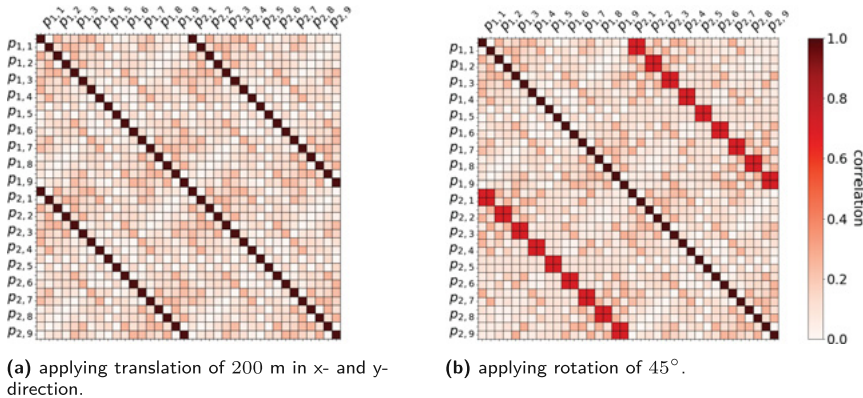 p1,1 p1,2 p1,3 p1,4 p1,5 p1,6 p1,7 p1,8 p1,9 p2,1 p2,2 p2,3 p2,4 p2,5 p2,6 p2,7 p2,8 p2,9
p1,1
p1,2
p1,3
p1,4
p1,5
p1,6
p1,7
p1,8
p1,9
p2,1
p2,2
p2,3
p2,4
p2,5
p2,6
p2,7
p2,8
p2,9
(a) applying translation of 200 m in x- and y-
direction.
p1,1 p1,2 p1,3 p1,4 p1,5 p1,6 p1,7 p1,8 p1,9 p2,1 p2,2 p2,3 p2,4 p2,5 p2,6 p2,7 p2,8 p2,9
p1,1
p1,2
p1,3
p1,4
p1,5
p1,6
p1,7
p1,8
p1,9
p2,1
p2,2
p2,3
p2,4
p2,5
p2,6
p2,7
p2,8
p2,9
1.0
0.8
0.6
0.4
0.2
0.0
correlation
(b) applying rotation of 45°.